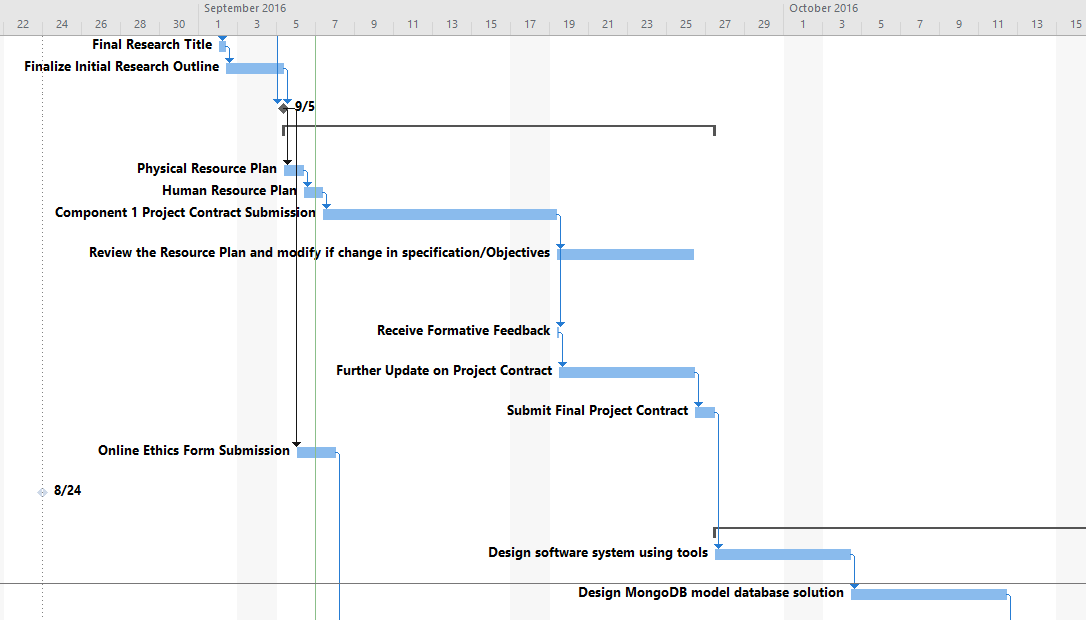 September 2016
October 2016
22 24 26 28 30 1 3 5 7 9 11 13 15 17 19 21 23 25 27 29 1 3 5 7 9 11 13 15
Final Research Title
Finalize Initial Research Outline
9/5
Physical Resource Plan
Human Resource Plan
Component 1 Project Contract Submission
Review the Resource Plan and modify if change in specification/Objectives
Receive Formative Feedback
Further Update on Project Contract
Submit Final Project Contract
Online Ethics Form Submission
8/24
Design software system using tools
Design MongoDB model database solution